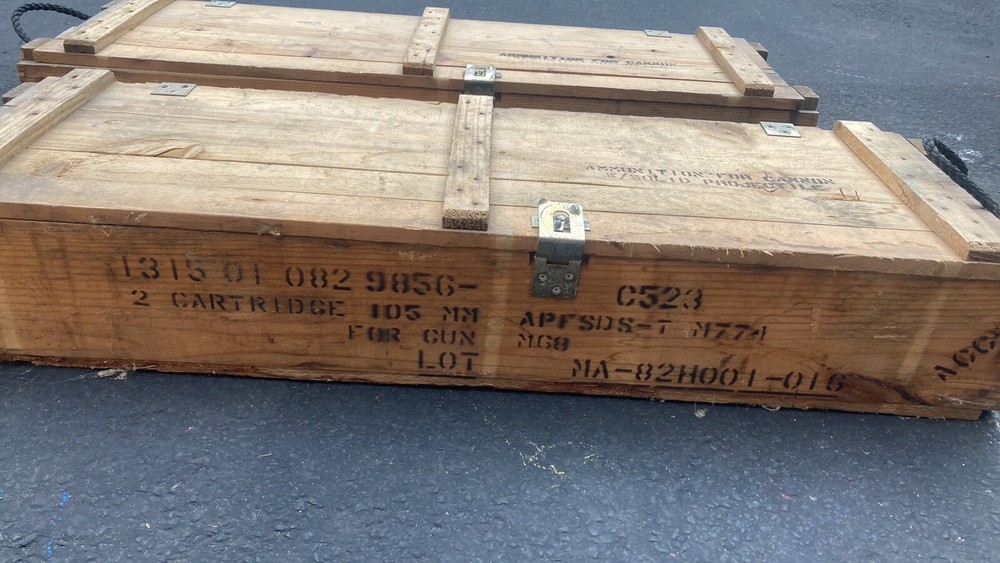 AMMUNITION FOR CANNON
AMMUNITION FOR CANNON
W/SOLID PROJECTILE
1315 01 082 9856- C523
2 CARTRIDGE 105 MM APFSDS-T M774
FOR GUN M68
LOT MA-82H001-016